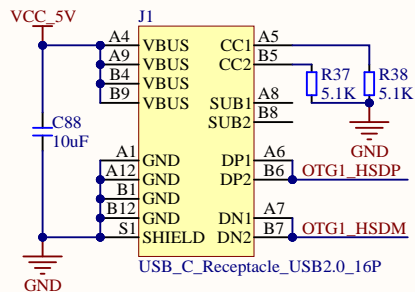 VCC_5V
J1
A4 VBUS CC1 A5
A9 VBUS CC2 B5
B4 VBUS
B9 VBUS SUB1 A8
SUB2 B8
R37 5.1K
R38 5.1K
GND
C88
10uF
A1 GND DP1 A6
A12 GND DP2 B6 OTG1_HSDP
B1 GND
B12 GND DN1 A7
S1 SHIELD DN2 B7 OTG1_HSDM
USB_C_Receptacle_USB2.0_16P
GND